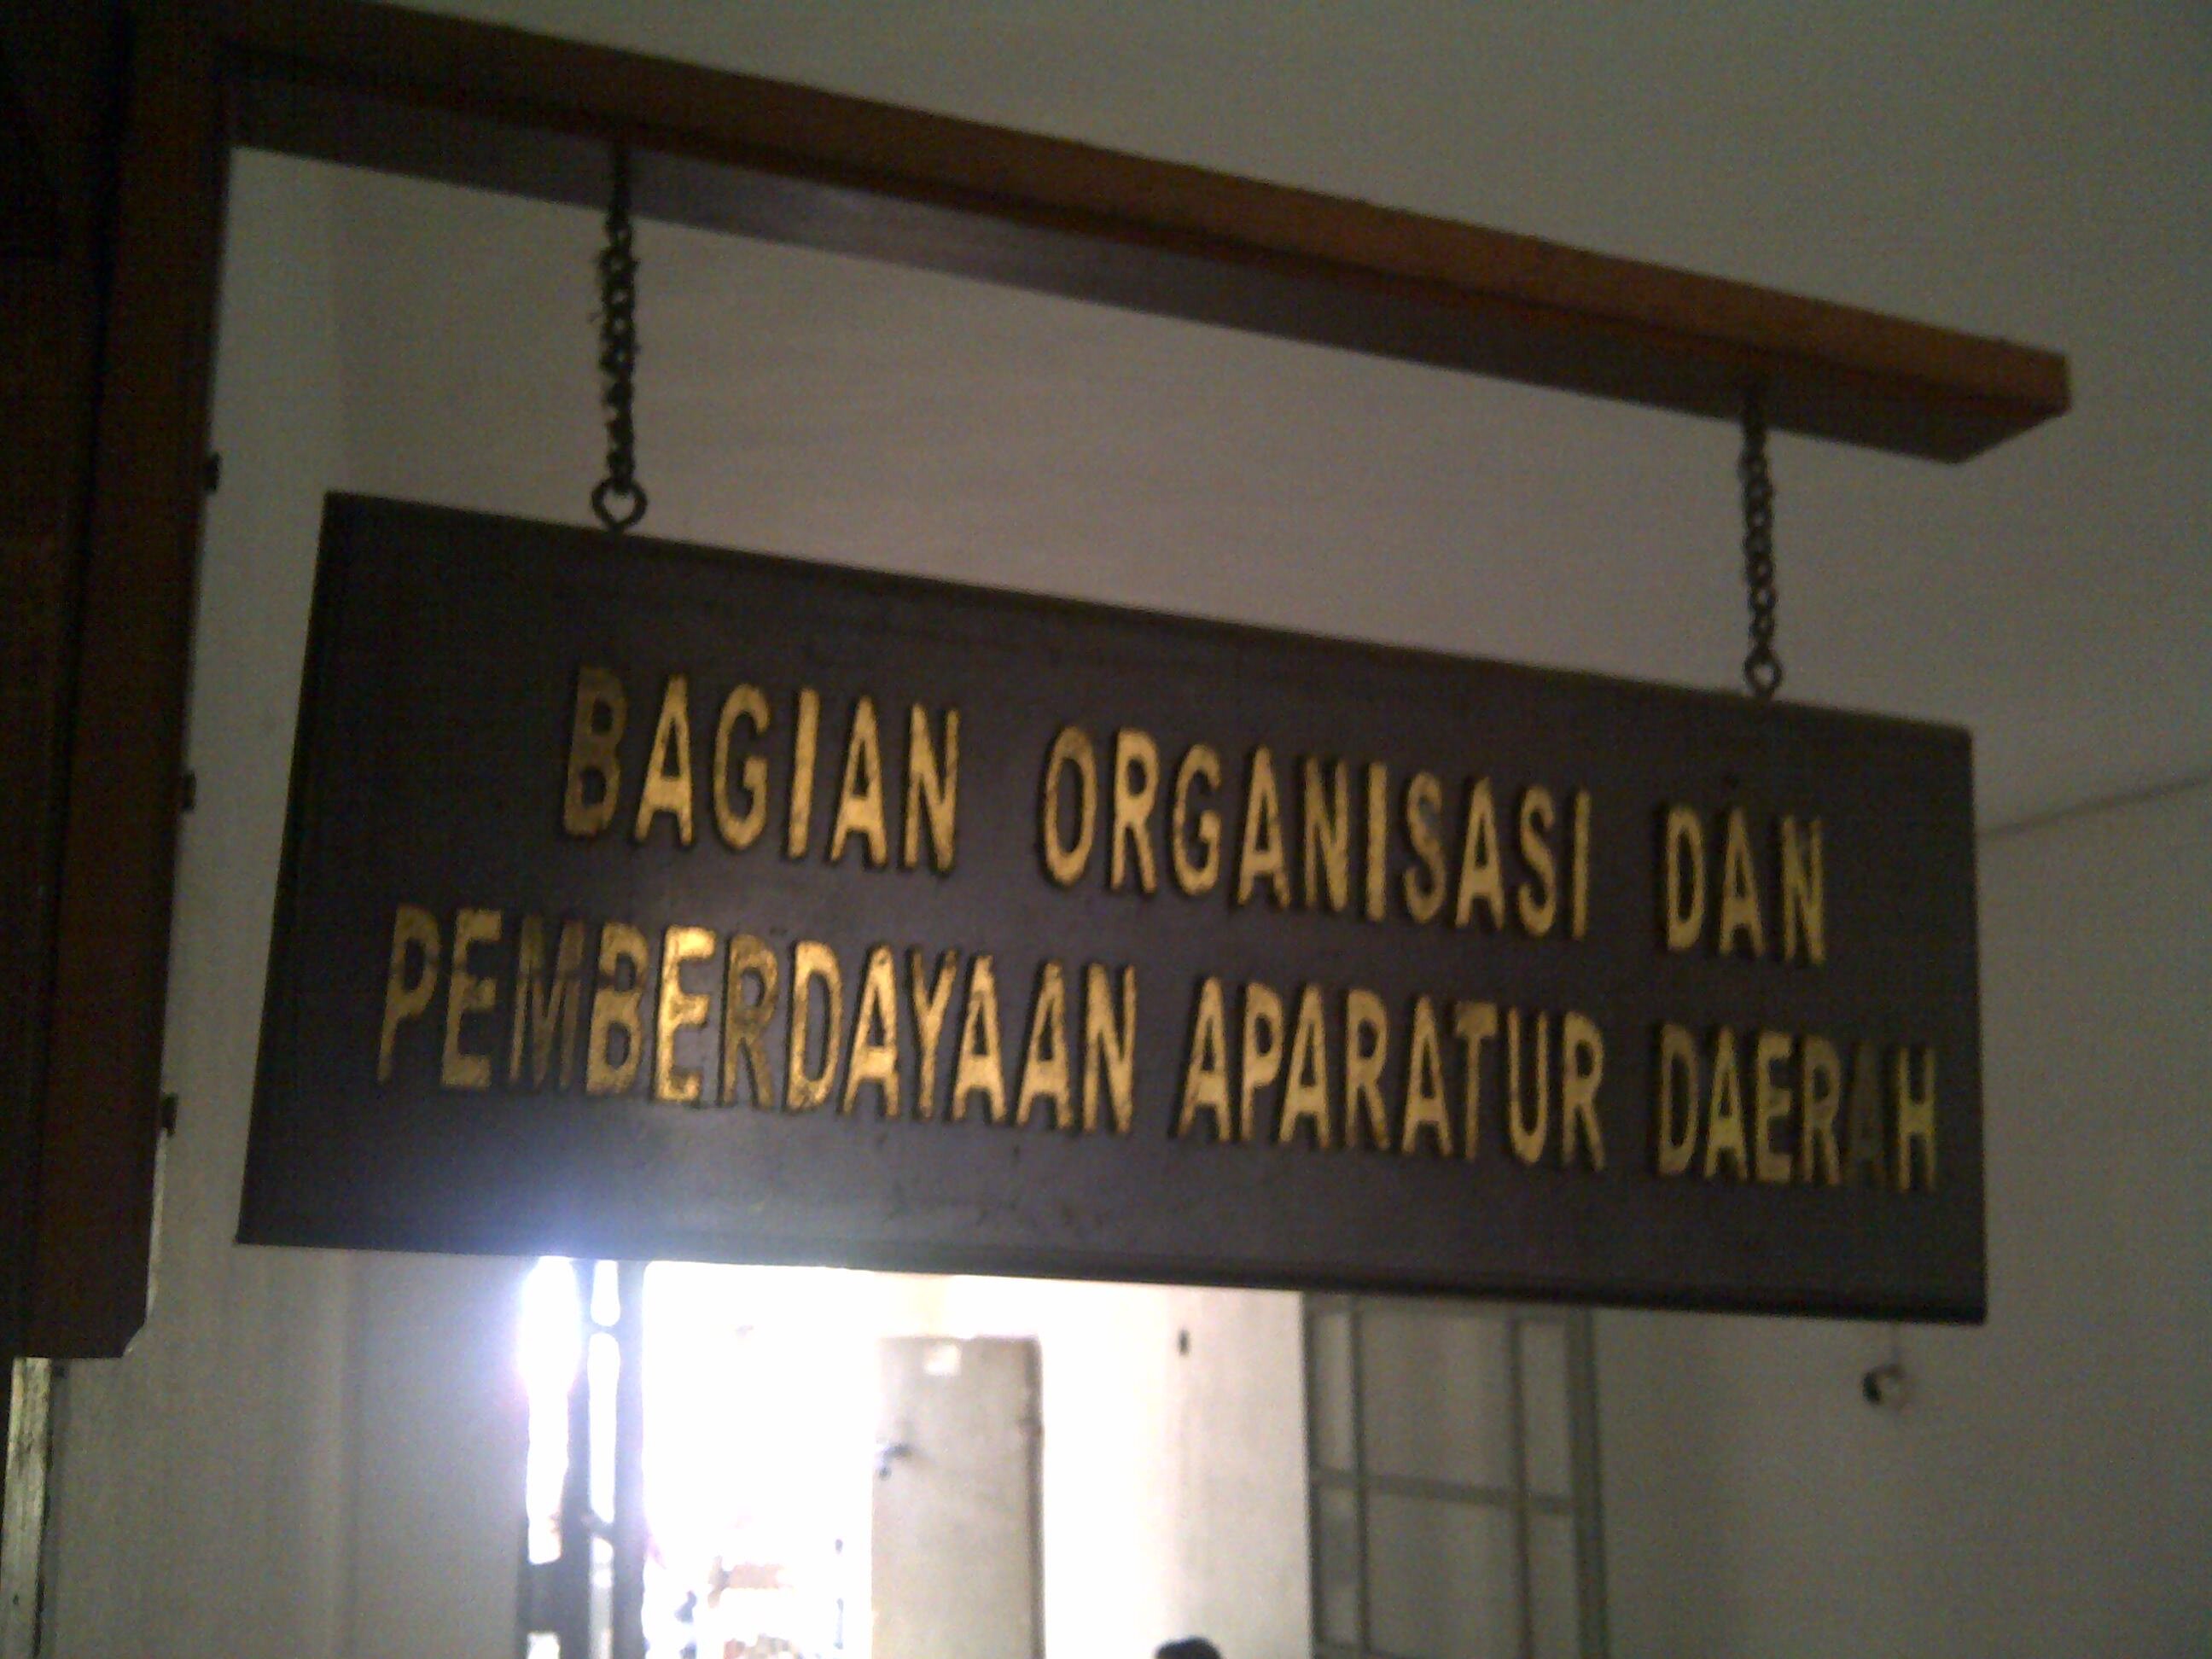 BAGIAN ORGANISASI DAN
PEMBERDAYAAN APARATUR DAERAH